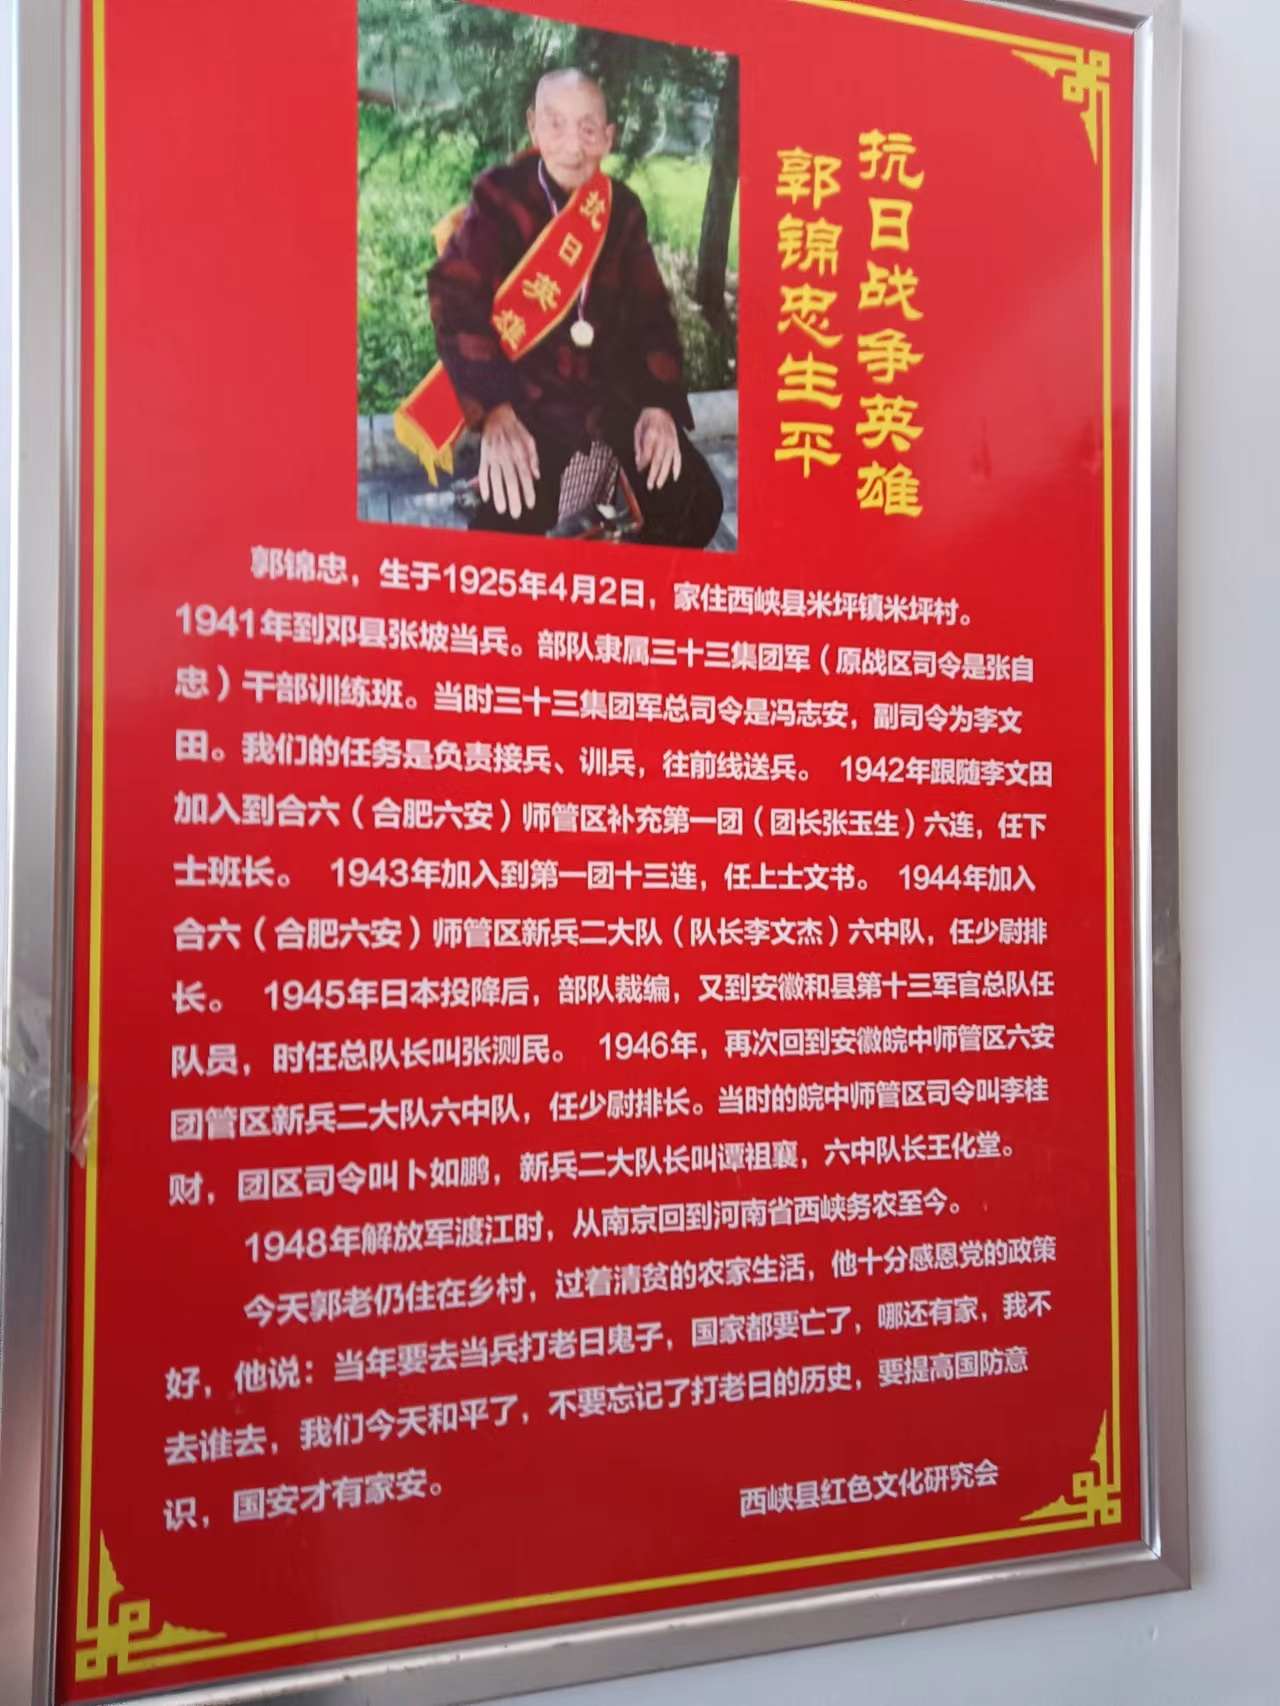 抗日战争英雄
郭锦忠生平
抗日英雄
郭锦忠，生于1925年4月2日，家住西峡县米坪镇米坪村。
1941年到邓县张坡当兵。部队隶属三十三集团军（原战区司令是张自
忠）干部训练班。当时三十三集团军总司令是冯志安，副司令为李文
田。我们的任务是负责接兵、训兵，往前线送兵。 1942年跟随李文田
加入到合六（合肥六安）师管区补充第一团（团长张玉生）六连，任下
士班长。 1943年加入到第一团十三连，任上士文书。 1944年加入
合六（合肥六安）师管区新兵二大队（队长李文杰）六中队，任少尉排
长。 1945年日本投降后，部队裁编，又到安徽和县第十三军官总队任
队员，时任总队长叫张测民。 1946年，再次回到安徽皖中师管区六安
团管区新兵二大队六中队，任少尉排长。当时的皖中师管区司令叫李桂
财，团区司令叫卜如鹏，新兵二大队长叫谭祖襄，六中队长王化堂。
1948年解放军渡江时，从南京回到河南省西峡务农至今。
今天郭老仍住在乡村，过着清贫的农家生活，他十分感恩党的政策
好，他说：当年要去当兵打老日鬼子，国家都要亡了，哪还有家，我不
去谁去，我们今天和平了，不要忘记了打老日的历史，要提高国防意
识，国安才有家安。
西峡县红色文化研究会